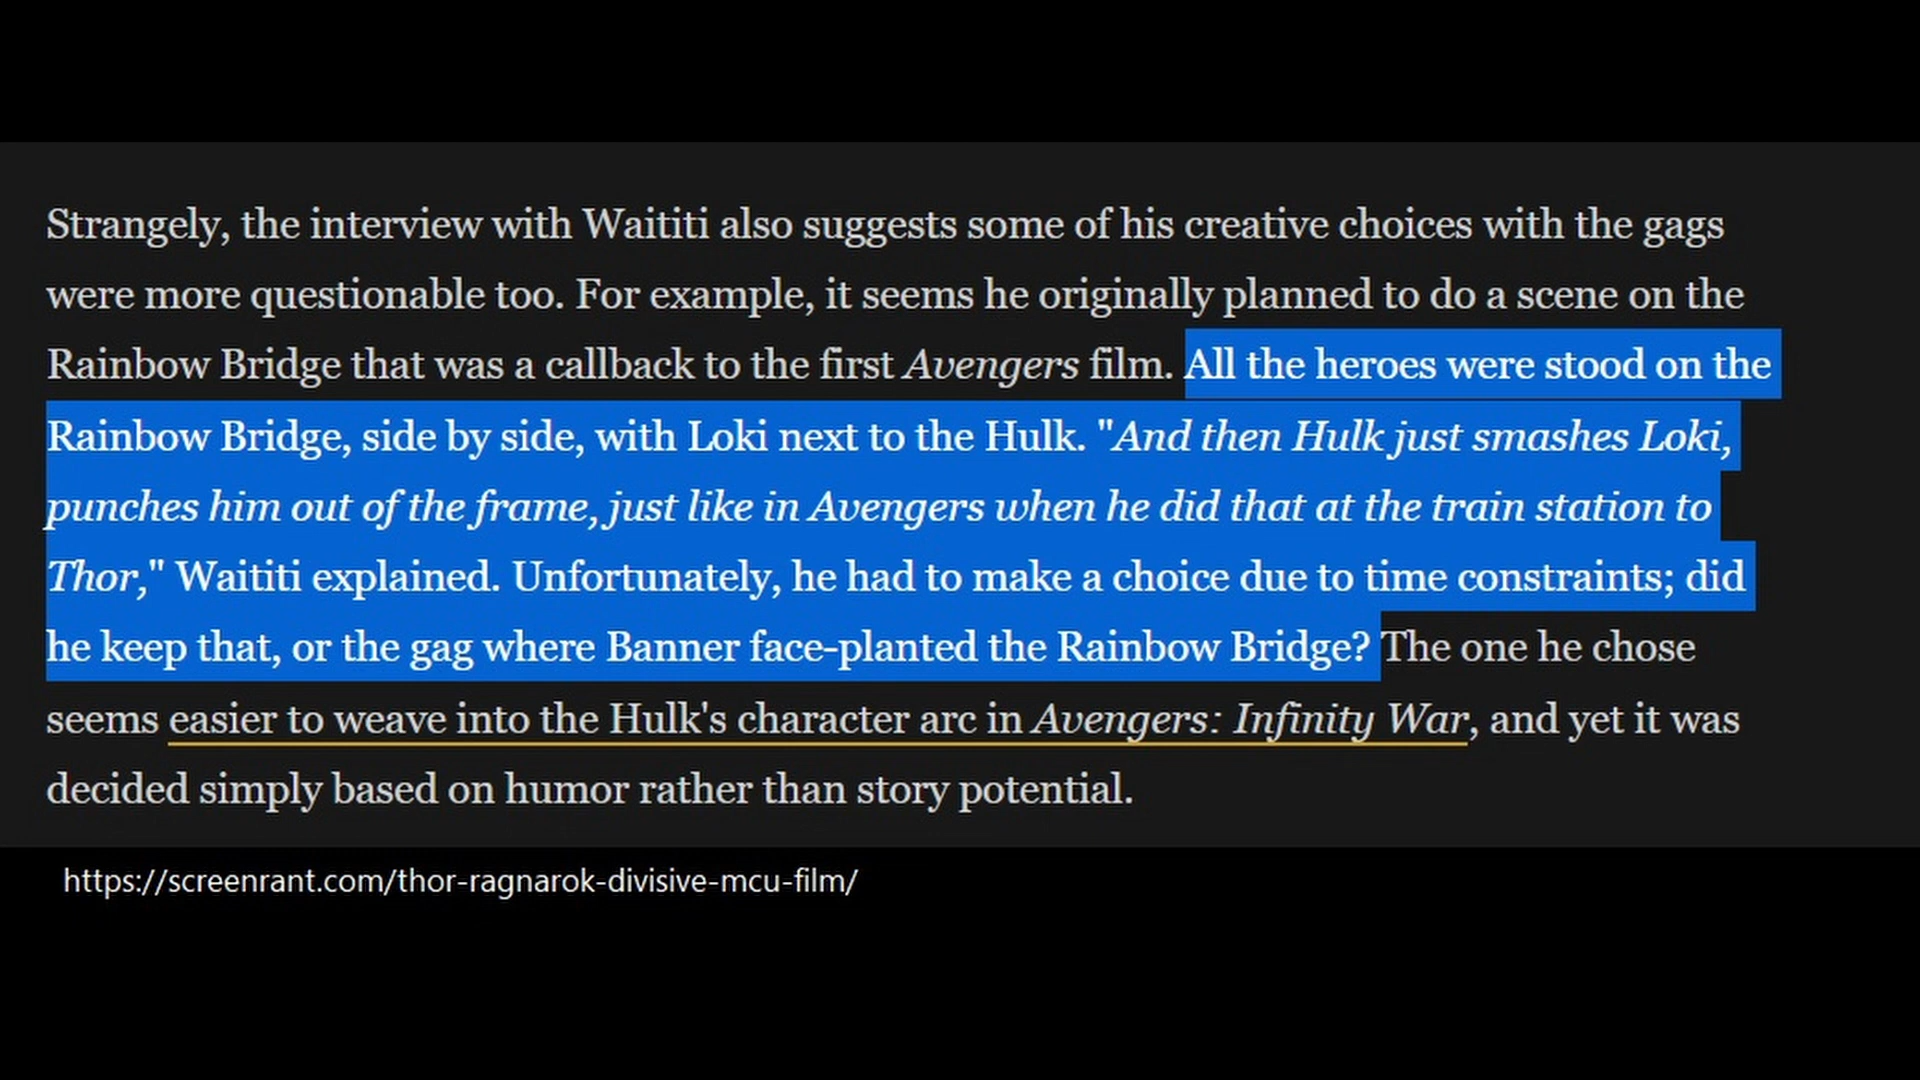 Strangely, the interview with Waititi also suggests some of his creative choices with the gags
were more questionable too. For example, it seems he originally planned to do a scene on the
Rainbow Bridge that was a callback to the first Avengers film. All the heroes were stood on the
Rainbow Bridge, side by side, with Loki next to the Hulk. "And then Hulk just smashes Loki,
punches him out of the frame, just like in Avengers when he did that at the train station to
Thor," Waititi explained. Unfortunately, he had to make a choice due to time constraints; did
he keep that, or the gag where Banner face-planted the Rainbow Bridge? The one he chose
seems easier to weave into the Hulk's character arc in Avengers: Infinity War, and yet it was
decided simply based on humor rather than story potential.
https://screenrant.com/thor-ragnarok-divisive-mcu-film/